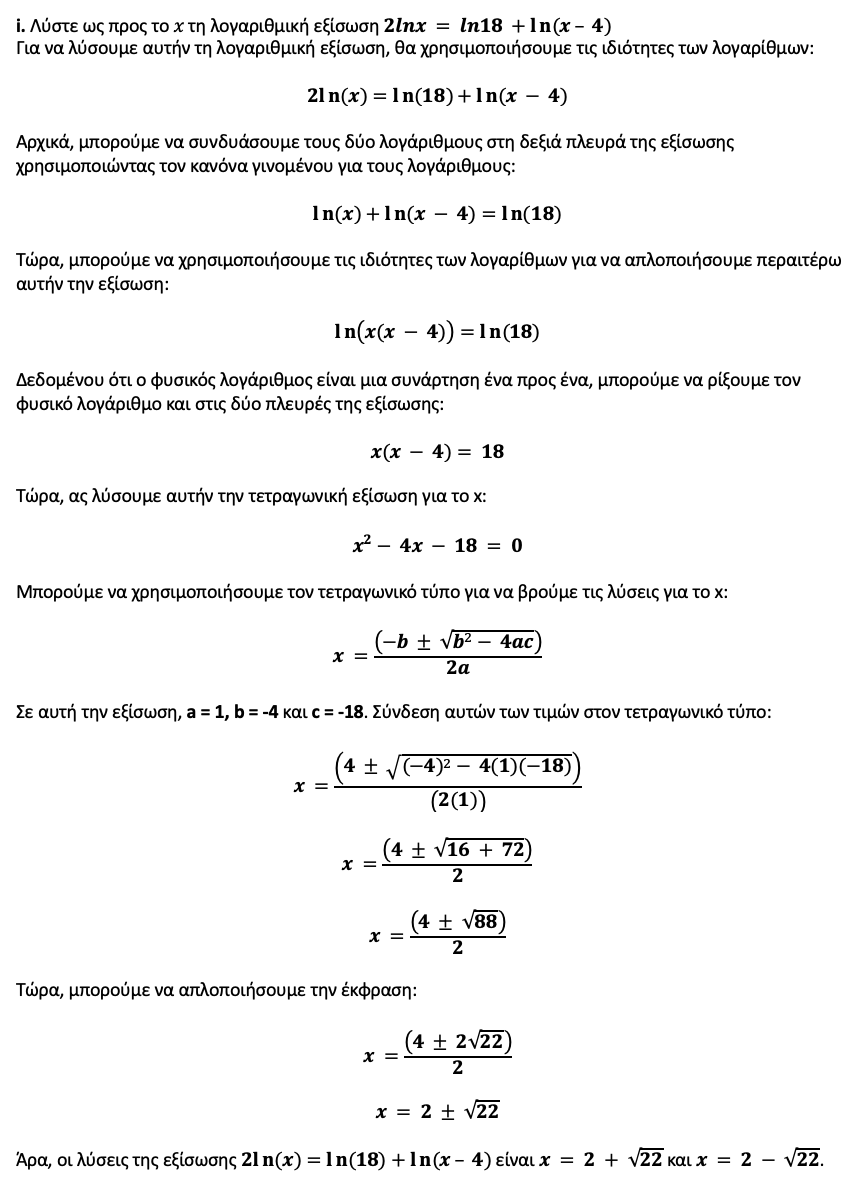 i. Λύστε ως προς το x τη λογαριθμική εξίσωση 2lnx = ln18 + ln(x – 4)
Για να λύσουμε αυτήν τη λογαριθμική εξίσωση, θα χρησιμοποιήσουμε τις ιδιότητες των λογαρίθμων:
2ln(x) = ln(18) + ln(x − 4)
Αρχικά, μπορούμε να συνδυάσουμε τους δύο λογάριθμους στη δεξιά πλευρά της εξίσωσης
χρησιμοποιώντας τον κανόνα γινομένου για τους λογάριθμους:
ln(x) + ln(x − 4) = ln(18)
Τώρα, μπορούμε να χρησιμοποιήσουμε τις ιδιότητες των λογαρίθμων για να απλοποιήσουμε περαιτέρω
αυτήν την εξίσωση:
ln(x(x − 4)) = ln(18)
Δεδομένου ότι ο φυσικός λογάριθμος είναι μια συνάρτηση ένα προς ένα, μπορούμε να ρίξουμε τον
φυσικό λογάριθμο και στις δύο πλευρές της εξίσωσης:
x(x − 4) = 18
Τώρα, ας λύσουμε αυτήν την τετραγωνική εξίσωση για το x:
x² − 4x − 18 = 0
Μπορούμε να χρησιμοποιήσουμε τον τετραγωνικό τύπο για να βρούμε τις λύσεις για το x:
x = (−b ± √(b² − 4ac)) / 2a
Σε αυτή την εξίσωση, a = 1, b = -4 και c = -18. Σύνδεση αυτών των τιμών στον τετραγωνικό τύπο:
x = (4 ± √((−4)² − 4(1)(−18))) / (2(1))
x = (4 ± √(16 + 72)) / 2
x = (4 ± √88) / 2
Τώρα, μπορούμε να απλοποιήσουμε την έκφραση:
x = (4 ± 2√22) / 2
x = 2 ± √22
Άρα, οι λύσεις της εξίσωσης 2ln(x) = ln(18) + ln(x – 4) είναι x = 2 + √22 και x = 2 − √22.